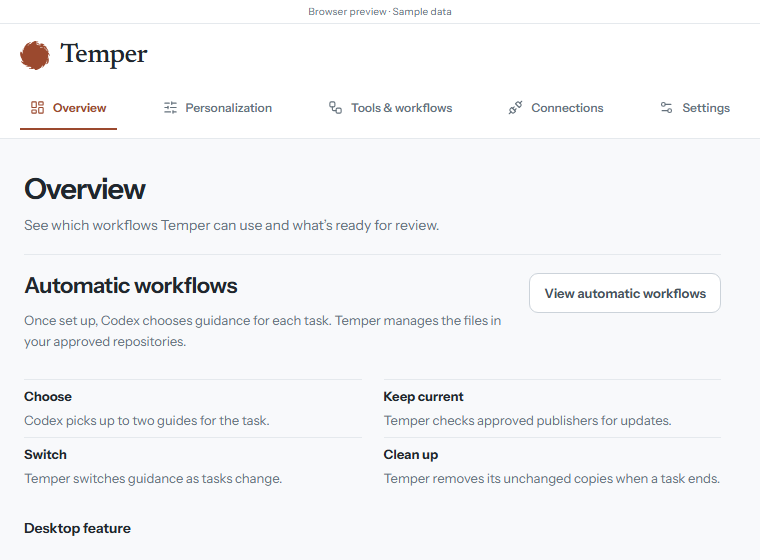 Browser preview · Sample data
Temper
Overview
Personalization
Tools & workflows
Connections
Settings
Overview
See which workflows Temper can use and what's ready for review.
Automatic workflows
View automatic workflows
Once set up, Codex chooses guidance for each task. Temper manages the files in
your approved repositories.
Choose
Codex picks up to two guides for the task.
Keep current
Temper checks approved publishers for updates.
Switch
Temper switches guidance as tasks change.
Clean up
Temper removes its unchanged copies when a task ends.
Desktop feature